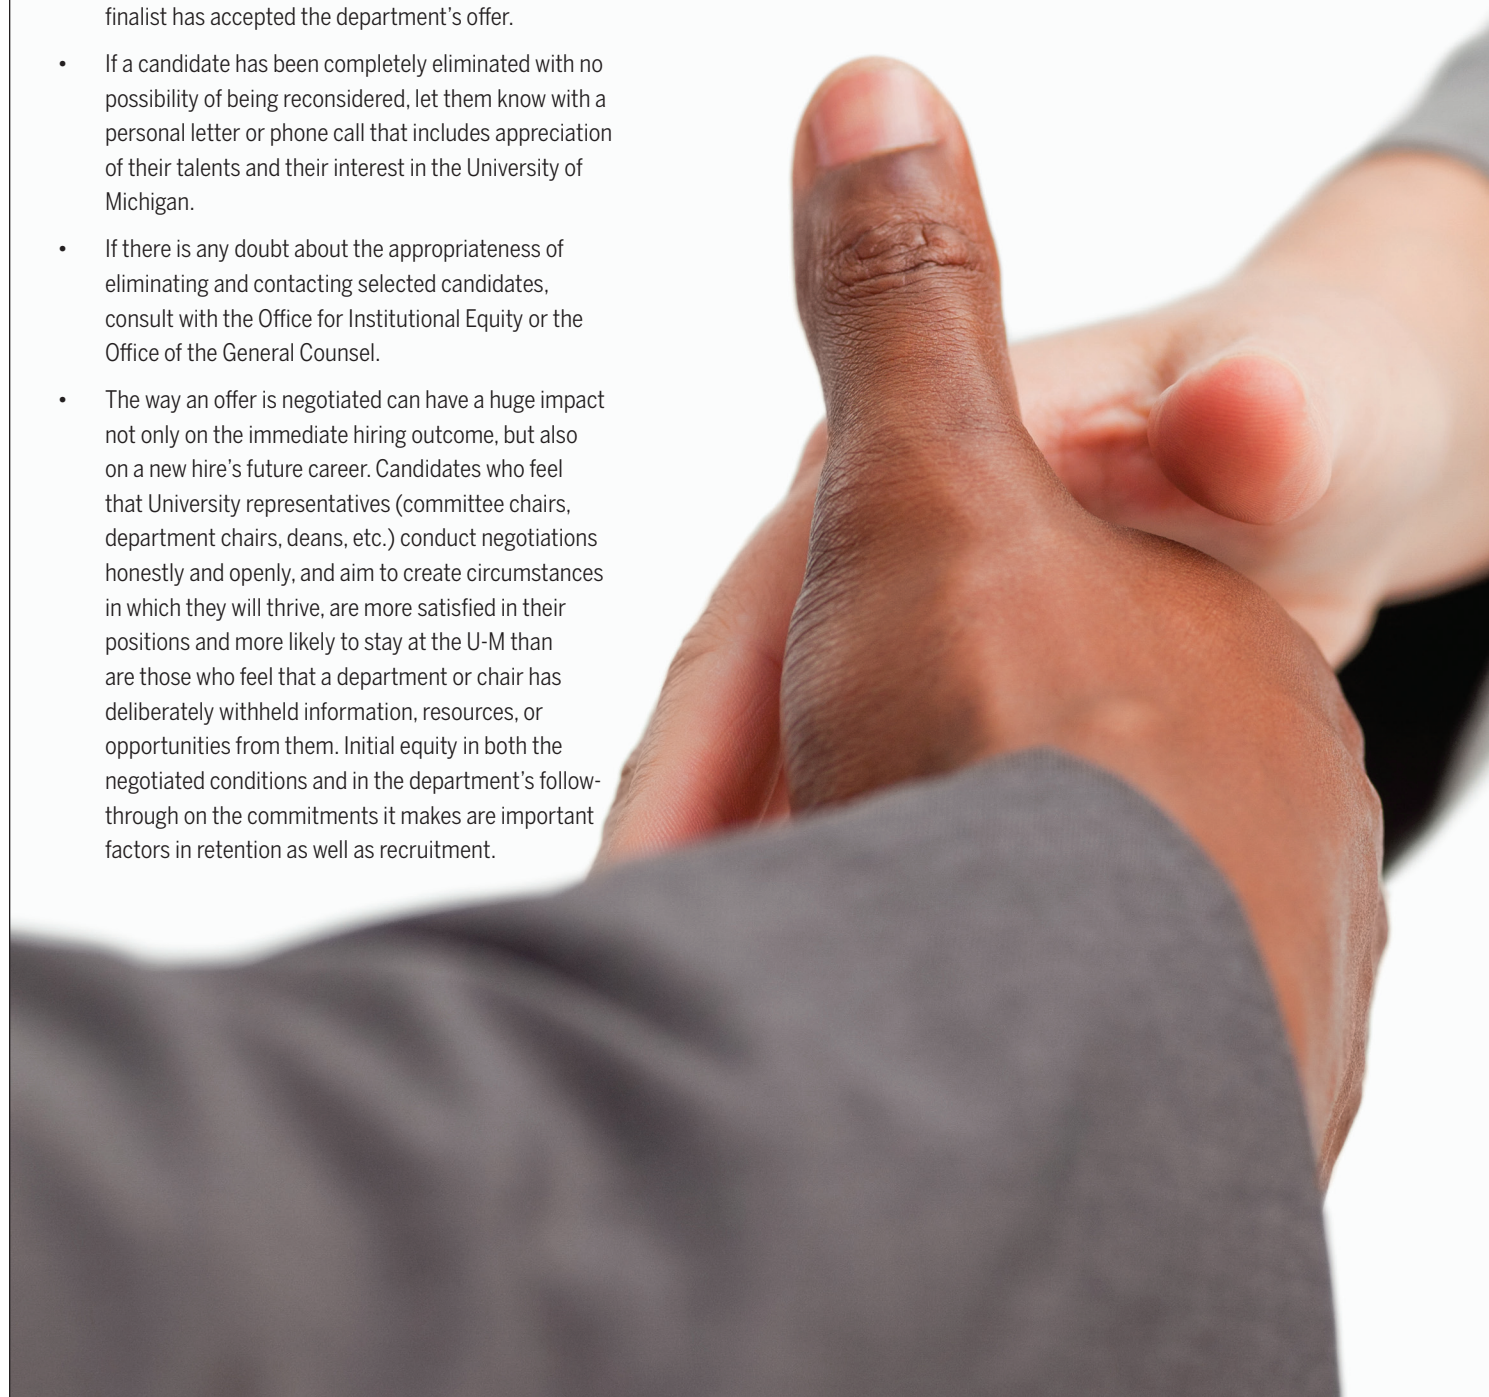 finalist has accepted the department’s offer.
• If a candidate has been completely eliminated with no
possibility of being reconsidered, let them know with a
personal letter or phone call that includes appreciation
of their talents and their interest in the University of
Michigan.
• If there is any doubt about the appropriateness of
eliminating and contacting selected candidates,
consult with the Office for Institutional Equity or the
Office of the General Counsel.
• The way an offer is negotiated can have a huge impact
not only on the immediate hiring outcome, but also
on a new hire’s future career. Candidates who feel
that University representatives (committee chairs,
department chairs, deans, etc.) conduct negotiations
honestly and openly, and aim to create circumstances
in which they will thrive, are more satisfied in their
positions and more likely to stay at the U-M than
are those who feel that a department or chair has
deliberately withheld information, resources, or
opportunities from them. Initial equity in both the
negotiated conditions and in the department’s follow-
through on the commitments it makes are important
factors in retention as well as recruitment.